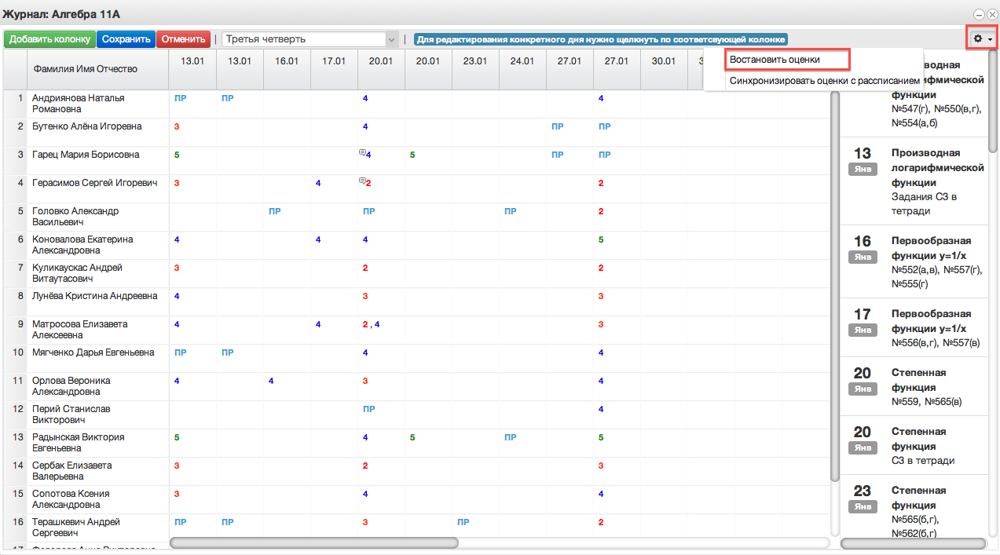 Журнал: Алгебра 11А
Добавить колонку Сохранить Отменить | Третья четверть | Для редактирования конкретного дня нужно щелкнуть по соответсвующей колонке
Востановить оценки
Синхронизировать оценки с рассписанием
Фамилия Имя Отчество 13.01 13.01 16.01 17.01 20.01 20.01 23.01 24.01 27.01 27.01 30.01
1 Андриянова Наталья ПР ПР 4 4
Романовна
2 Бутенко Алёна Игоревна 3 4 ПР ПР
3 Гарец Мария Борисовна 5 4 5 ПР ПР
4 Герасимов Сергей Игоревич 3 4 2 2
5 Головко Александр ПР ПР ПР 2
Васильевич
6 Коновалова Екатерина 4 4 4 5
Александровна
7 Куликаускас Андрей 3 2 2
Витаутасович
8 Лунёва Кристина Андреевна 4 3 3
9 Матросова Елизавета 4 4 2 , 4 3
Алексеевна
10 Мягченко Дарья Евгеньевна ПР ПР 4 4
11 Орлова Вероника 4 4 3 4
Александровна
12 Перий Станислав ПР 4
Викторович
13 Радынская Виктория 5 4 5 ПР 5
Евгеньевна
14 Сербак Елизавета 3 2 3
Валерьевна
15 Сопотова Ксения 3 4 4
Александровна
16 Терашкевич Андрей ПР ПР 3 ПР 2
Сергеевич
функции
№547(г), №550(в,г),
№554(а,б)
13 Янв
Производная
логарифмической
функции
Задания С3 в
тетради
16 Янв
Первообразная
функции y=1/x
№552(а,в), №557(г),
№555(г)
17 Янв
Первообразная
функции y=1/x
№556(в,г), №557(в)
20 Янв
Степенная
функция
№559, №565(в)
20 Янв
Степенная
функция
С3 в тетради
23 Янв
Степенная
функция
№565(б,г),
№562(б,г)